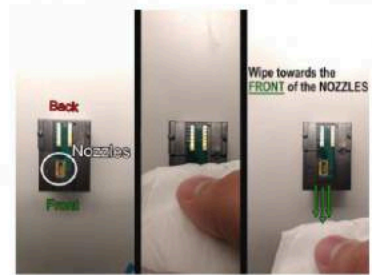 Back
Nozzles
Front
Wipe towards the
FRONT of the NOZZLES